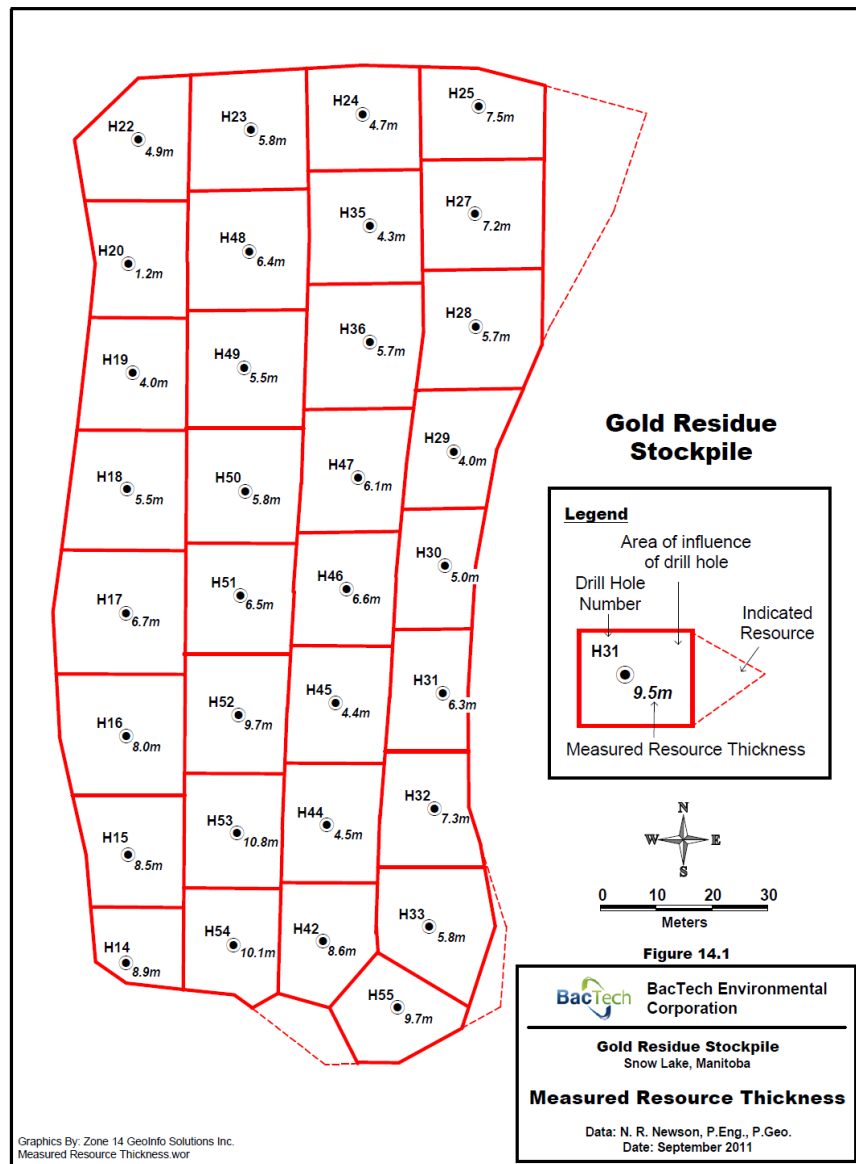 H22
4.9m
H23
5.8m
H24
4.7m
H25
7.5m
H20
1.2m
H48
6.4m
H35
4.3m
H27
7.2m
H19
4.0m
H49
5.5m
H36
5.7m
H28
5.7m
H18
5.5m
H50
5.8m
H47
6.1m
H29
4.0m
H17
6.7m
H51
6.5m
H46
6.6m
H30
5.0m
H16
8.0m
H52
9.7m
H45
4.4m
H31
6.3m
H15
8.5m
H53
10.8m
H44
4.5m
H32
7.3m
H14
8.9m
H54
10.1m
H42
8.6m
H33
5.8m
H55
9.7m
Gold Residue
Stockpile
Legend
Area of influence
of drill hole
Drill Hole
Number
Indicated
Resource
H31
9.5m
Measured Resource Thickness
N
W E
S
0 10 20 30
Meters
Figure 14.1
BacTech
BacTech Environmental
Corporation
Gold Residue Stockpile
Snow Lake, Manitoba
Measured Resource Thickness
Data: N. R. Newson, P.Eng., P.Geo.
Date: September 2011
Graphics By: Zone 14 GeoInfo Solutions Inc.
Measured Resource Thickness.wor